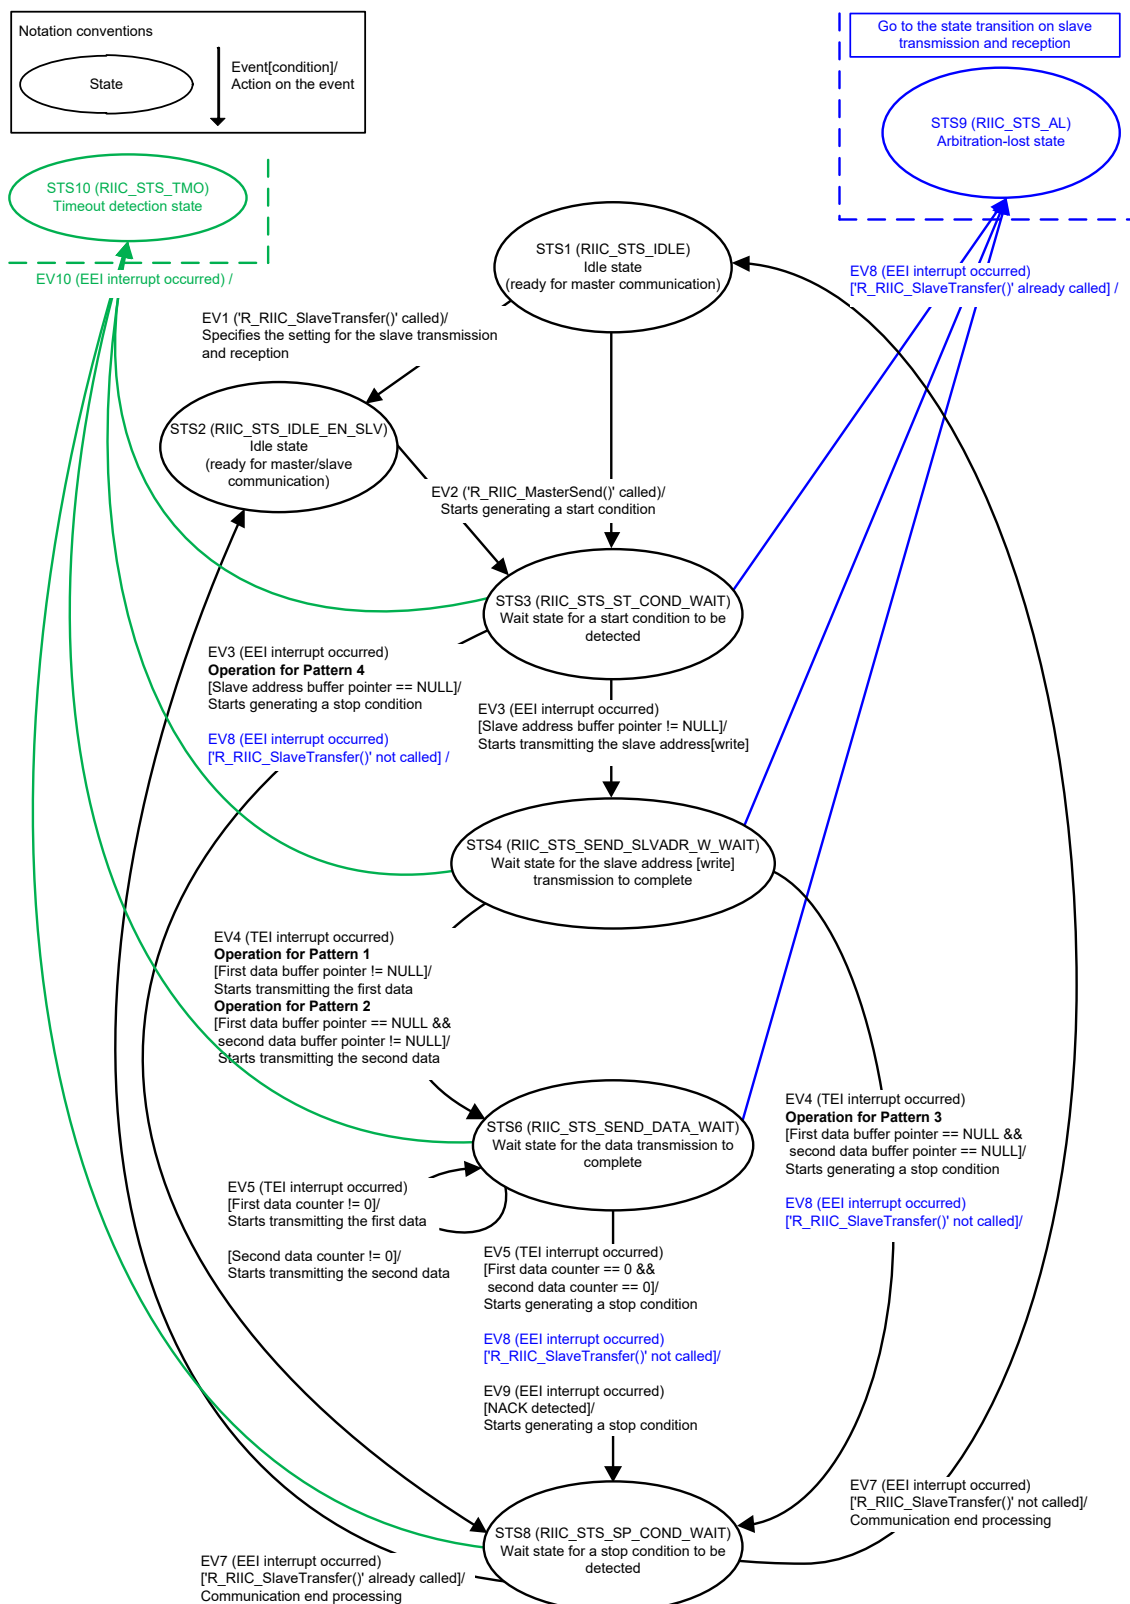 Notation conventions
State
Event[condition]/
Action on the event
Go to the state transition on slave
transmission and reception
STS9 (RIIC_STS_AL)
Arbitration-lost state
STS10 (RIIC_STS_TMO)
Timeout detection state
EV10 (EEI interrupt occurred) /
STS1 (RIIC_STS_IDLE)
Idle state
(ready for master communication)
EV8 (EEI interrupt occurred)
['R_RIIC_SlaveTransfer()' already called] /
EV1 ('R_RIIC_SlaveTransfer()' called)/
Specifies the setting for the slave transmission
and reception
STS2 (RIIC_STS_IDLE_EN_SLV)
Idle state
(ready for master/slave
communication)
EV2 ('R_RIIC_MasterSend()' called)/
Starts generating a start condition
STS3 (RIIC_STS_ST_COND_WAIT)
Wait state for a start condition to be
detected
EV3 (EEI interrupt occurred)
Operation for Pattern 4
[Slave address buffer pointer == NULL]/
Starts generating a stop condition
EV8 (EEI interrupt occurred)
['R_RIIC_SlaveTransfer()' not called] /
EV3 (EEI interrupt occurred)
[Slave address buffer pointer != NULL]/
Starts transmitting the slave address[write]
STS4 (RIIC_STS_SEND_SLVADR_W_WAIT)
Wait state for the slave address [write]
transmission to complete
EV4 (TEI interrupt occurred)
Operation for Pattern 1
[First data buffer pointer != NULL]/
Starts transmitting the first data
Operation for Pattern 2
[First data buffer pointer == NULL &&
second data buffer pointer != NULL]/
Starts transmitting the second data
EV4 (TEI interrupt occurred)
Operation for Pattern 3
[First data buffer pointer == NULL &&
second data buffer pointer == NULL]/
Starts generating a stop condition
EV8 (EEI interrupt occurred)
['R_RIIC_SlaveTransfer()' not called]/
STS6 (RIIC_STS_SEND_DATA_WAIT)
Wait state for the data transmission to
complete
EV5 (TEI interrupt occurred)
[First data counter != 0]/
Starts transmitting the first data
[Second data counter != 0]/
Starts transmitting the second data
EV5 (TEI interrupt occurred)
[First data counter == 0 &&
second data counter == 0]/
Starts generating a stop condition
EV8 (EEI interrupt occurred)
['R_RIIC_SlaveTransfer()' not called]/
EV9 (EEI interrupt occurred)
[NACK detected]/
Starts generating a stop condition
EV7 (EEI interrupt occurred)
['R_RIIC_SlaveTransfer()' not called]/
Communication end processing
STS8 (RIIC_STS_SP_COND_WAIT)
Wait state for a stop condition to be
detected
EV7 (EEI interrupt occurred)
['R_RIIC_SlaveTransfer()' already called]/
Communication end processing